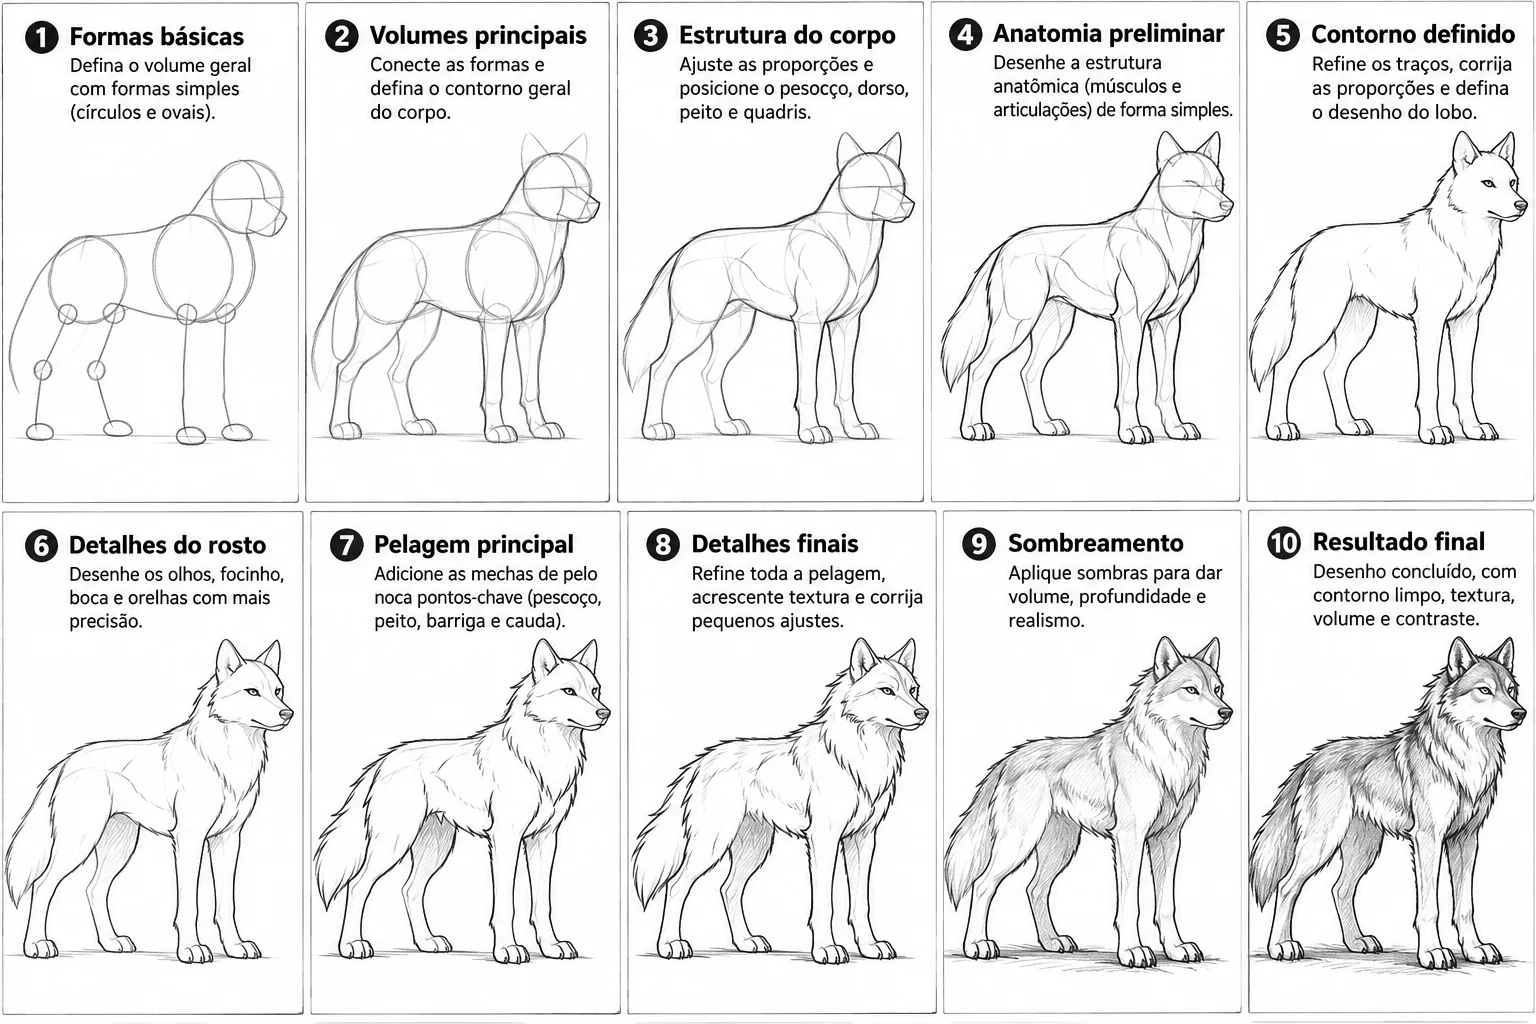 1 Formas básicas
Defina o volume geral
com formas simples
(círculos e ovais).
2 Volumes principais
Conecte as formas e
defina o contorno geral
do corpo.
3 Estrutura do corpo
Ajuste as proporções e
posicione o pesocço, dorso,
peito e quadris.
4 Anatomia preliminar
Desenhe a estrutura
anatômica (músculos e
articulações) de forma simples.
5 Contorno definido
Refine os traços, corrija
as proporções e defina
o desenho do lobo.
6 Detalhes do rosto
Desenhe os olhos, focinho,
boca e orelhas com mais
precisão.
7 Pelagem principal
Adicione as mechas de pelo
noca pontos-chave (pescoço,
peito, barriga e cauda).
8 Detalhes finais
Refine toda a pelagem,
acrescente textura e corrija
pequenos ajustes.
9 Sombreamento
Aplique sombras para dar
volume, profundidade e
realismo.
10 Resultado final
Desenho concluído, com
contorno limpo, textura,
volume e contraste.